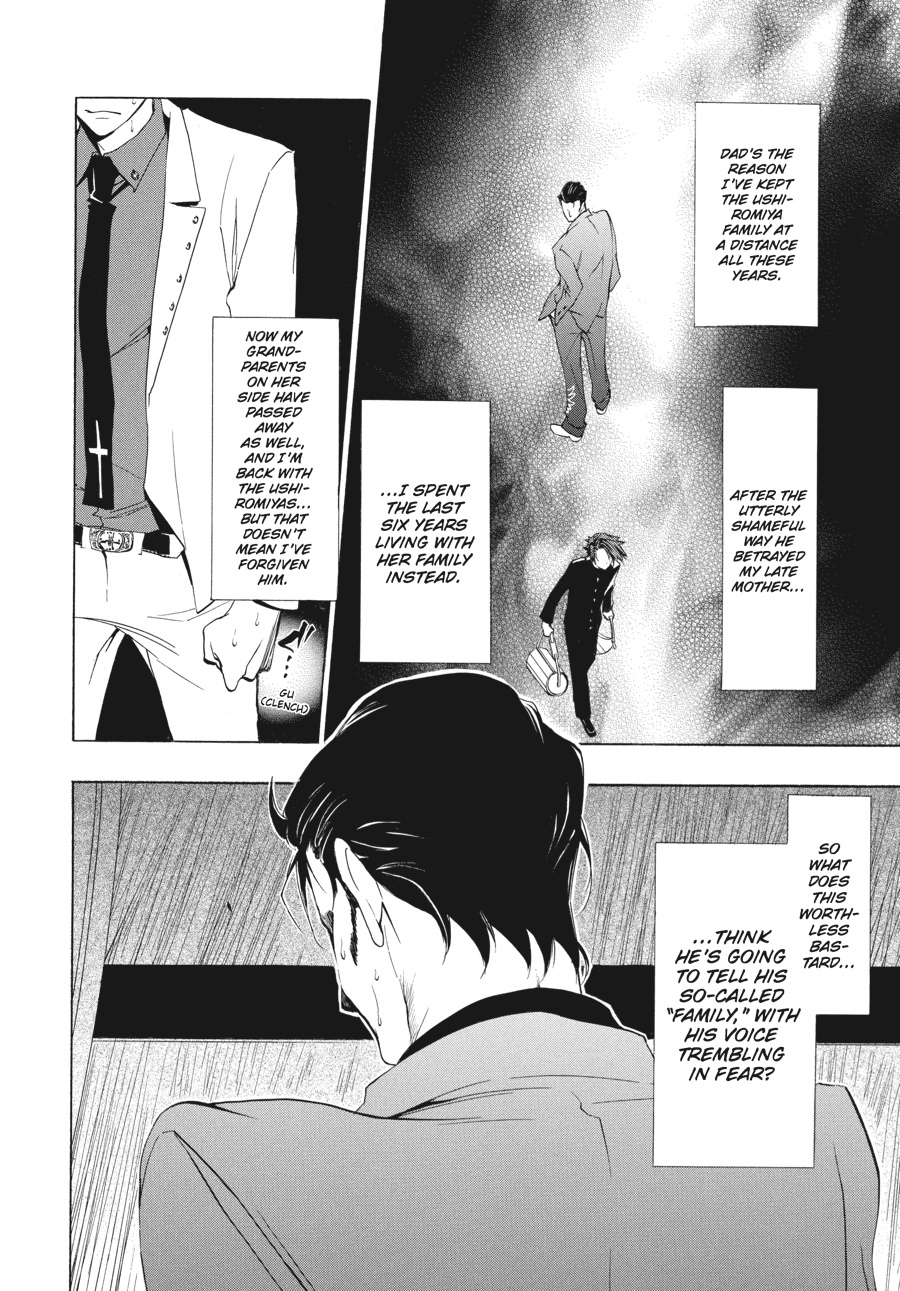 DAD'S THE
REASON
I'VE KEPT
THE USHI-
ROMIYA
FAMILY AT
A DISTANCE
ALL THESE
YEARS.
AFTER THE
UTTERLY
SHAMEFUL
WAY HE
BETRAYED
MY LATE
MOTHER...
...I SPENT
THE LAST
SIX YEARS
LIVING WITH
HER FAMILY
INSTEAD.
NOW MY
GRAND-
PARENTS
ON HER
SIDE HAVE
PASSED
AWAY
AS WELL,
AND I'M
BACK WITH
THE USHI-
ROMIYAS...
BUT THAT
DOESN'T
MEAN I'VE
FORGIVEN
HIM.
グ…
GU
(CLENCH)
SO
WHAT
DOES
THIS
WORTH-
LESS
BAS-
TARD...
...THINK
HE'S GOING
TO TELL HIS
SO-CALLED
“FAMILY,” WITH
HIS VOICE
TREMBLING
IN FEAR?